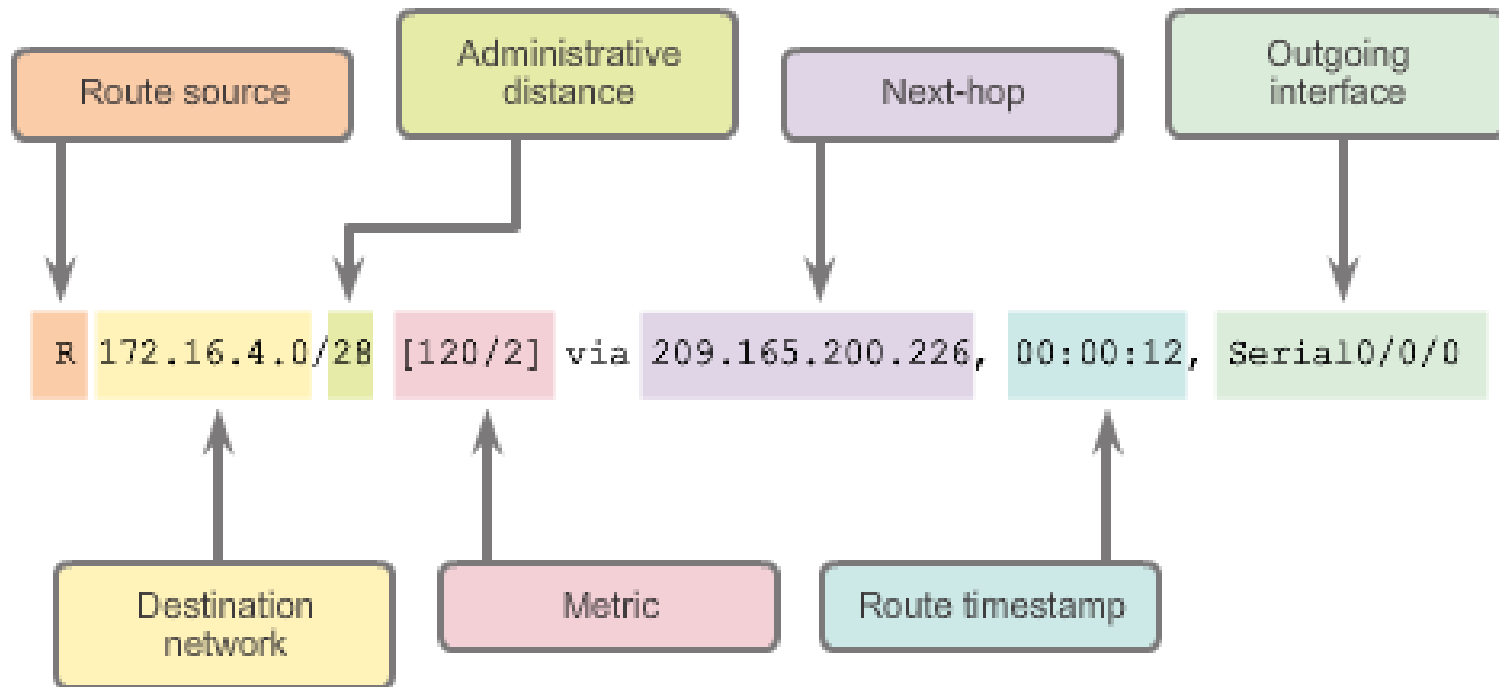 Route source
Administrative
distance
Next-hop
Outgoing
interface
R 172.16.4.0/28 [120/2] via 209.165.200.226, 00:00:12, Serial0/0/0
Destination
network
Metric
Route timestamp